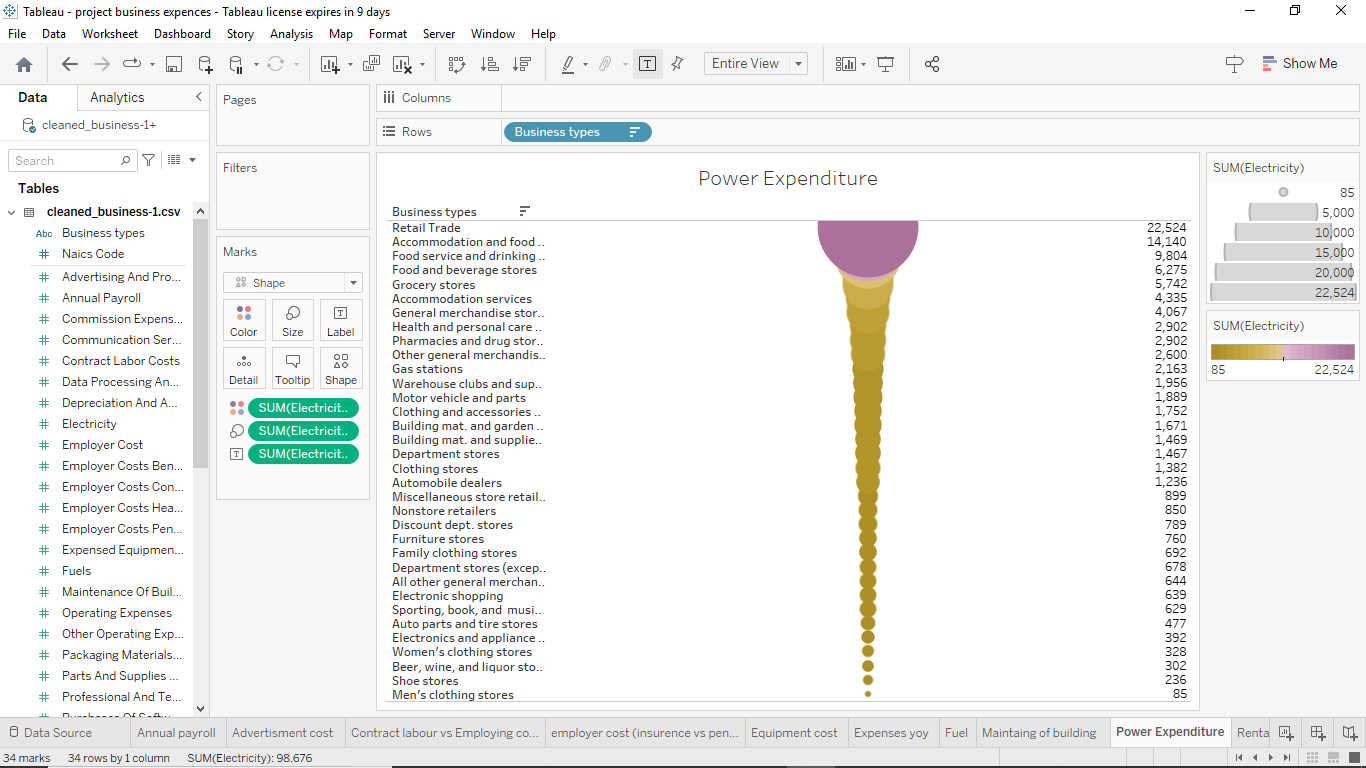 Tableau - project business expences - Tableau license expires in 9 days
File Data Worksheet Dashboard Story Analysis Map Format Server Window Help
Entire View
Show Me
Data Analytics
cleaned_business-1+
Search
Tables
cleaned_business-1.csv
Abc Business types
Naics Code
Advertising And Pro...
Annual Payroll
Commission Expens...
Communication Ser...
Contract Labor Costs
Data Processing An...
Depreciation And A...
Electricity
Employer Cost
Employer Costs Ben...
Employer Costs Con...
Employer Costs Hea...
Employer Costs Pen...
Expensed Equipmen...
Fuels
Maintenance Of Buil...
Operating Expenses
Other Operating Exp...
Packaging Materials...
Parts And Supplies ...
Professional And Te...
Pages
Filters
Marks
Shape
Color Size Label
Detail Tooltip Shape
SUM(Electricit..
SUM(Electricit..
SUM(Electricit..
Columns
Rows Business types
Power Expenditure
Business types
Retail Trade 22,524
Accommodation and food .. 14,140
Food service and drinking .. 9,804
Food and beverage stores 6,275
Grocery stores 5,742
Accommodation services 4,335
General merchandise stor.. 4,067
Health and personal care .. 2,902
Pharmacies and drug stor.. 2,902
Other general merchandis.. 2,600
Gas stations 2,163
Warehouse clubs and sup.. 1,956
Motor vehicle and parts 1,889
Clothing and accessories .. 1,752
Building mat. and garden .. 1,671
Building mat. and supplie.. 1,469
Department stores 1,467
Clothing stores 1,382
Automobile dealers 1,236
Miscellaneous store retail.. 899
Nonstore retailers 850
Discount dept. stores 789
Furniture stores 760
Family clothing stores 692
Department stores (excep.. 678
All other general merchan.. 644
Electronic shopping 639
Sporting, book, and musi.. 629
Auto parts and tire stores 477
Electronics and appliance .. 392
Women's clothing stores 328
Beer, wine, and liquor sto.. 302
Shoe stores 236
Men's clothing stores 85
SUM(Electricity)
85
5,000
10,000
15,000
20,000
22,524
SUM(Electricity)
85 22,524
Data Source Annual payroll Advertisment cost Contract labour vs Employing co... employer cost (insurence vs pen... Equipment cost Expenses yoy Fuel Maintaing of building Power Expenditure Renta
34 marks 34 rows by 1 column SUM(Electricity): 98,676